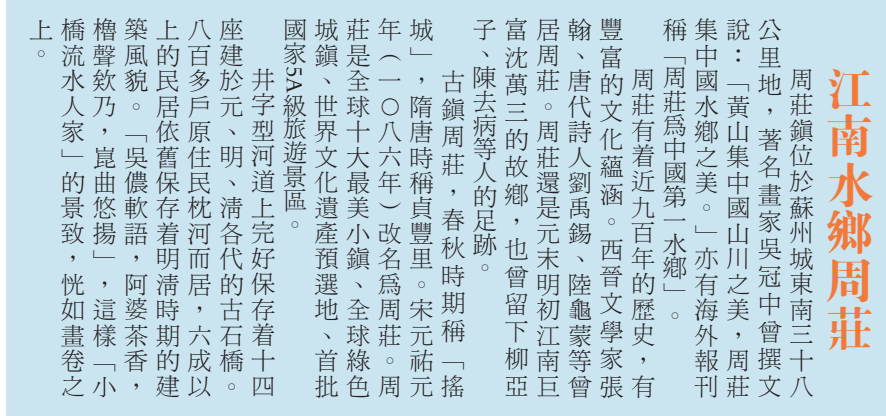 江南水鄉周莊
周莊鎮位於蘇州城東南三十八
公里地，著名畫家吳冠中曾撰文
說：「黃山集中國山川之美，周莊
集中國水鄉之美。」亦有海外報刊
稱「周莊爲中國第一水鄉」。
周莊有着近九百年的歷史，有
豐富的文化蘊涵。西晉文學家張
翰、唐代詩人劉禹錫、陸龜蒙等曾
居周莊。周莊還是元末明初江南巨
富沈萬三的故鄉，也曾留下柳亞
子、陳去病等人的足跡。
古鎮周莊，春秋時期稱「搖
城」，隋唐時稱貞豐里。宋元祐元
年（一〇八六年）改名爲周莊。周
莊是全球十大最美小鎮、全球綠色
城鎮、世界文化遺產預選地、首批
國家5A級旅遊景區。
井字型河道上完好保存着十四
座建於元、明、淸各代的古石橋。
八百多戶原住民枕河而居，六成以
上的民居依舊保存着明淸時期的建
築風貌。「吳儂軟語，阿婆茶香，
櫓聲欸乃，崑曲悠揚」，這樣「小
橋流水人家」的景致，恍如畫卷之
上。